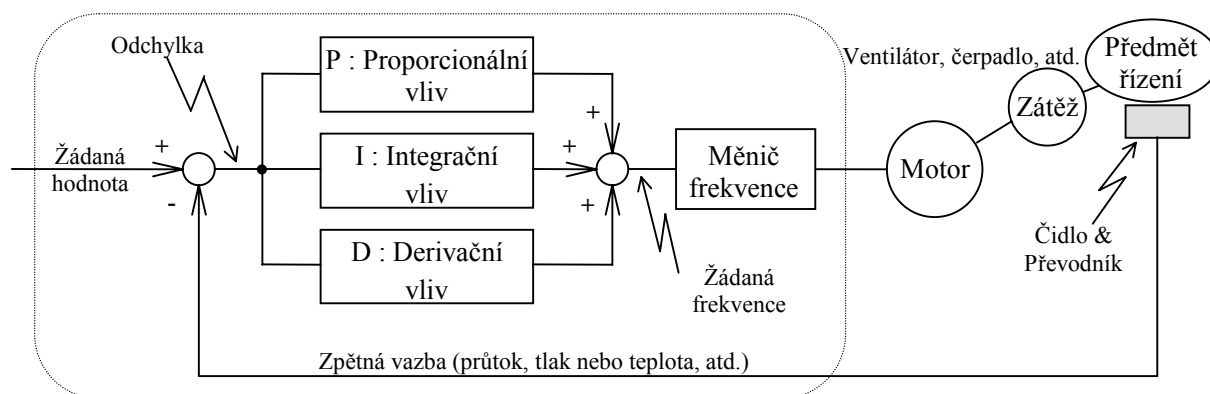 Odchylka
P : Proporcionální
vliv
Ventilátor, čerpadlo, atd.
Předmět
řízení
Zátěž
+
Žádaná
hodnota
+
-
I : Integrační
vliv
+
+
Měnič
frekvence
Motor
D : Derivační
vliv
Žádaná
frekvence
Čidlo &
Převodník
Zpětná vazba (průtok, tlak nebo teplota, atd.)